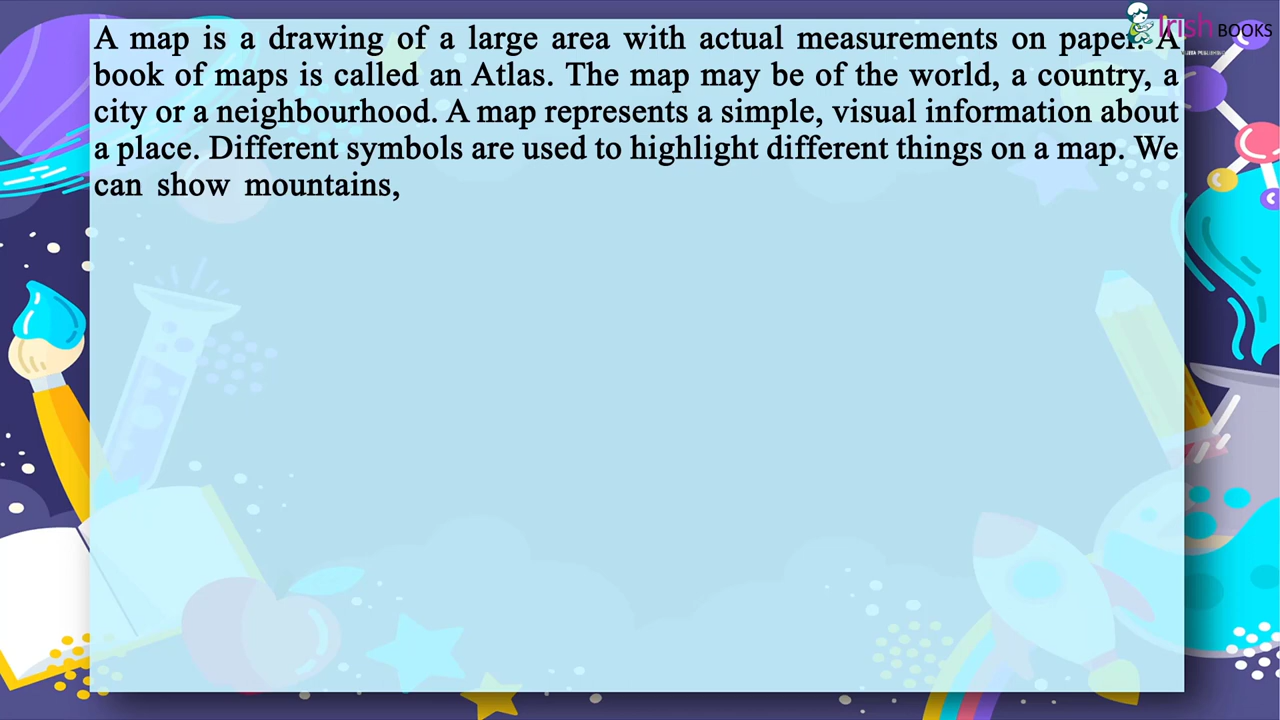 A map is a drawing of a large area with actual measurements on paper. A
book of maps is called an Atlas. The map may be of the world, a country, a
city or a neighbourhood. A map represents a simple, visual information about
a place. Different symbols are used to highlight different things on a map. We
can show mountains,
Irish BOOKS